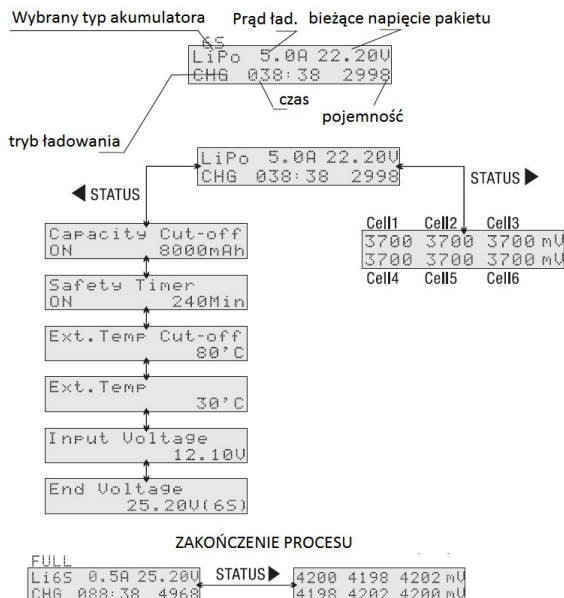 Wybrany typ akumulatora
Prąd ład.
bieżące napięcie pakietu
6S
LiPo 5.0A 22.20V
CHG 038:38 2998
czas
pojemność
tryb ładowania
LiPo 5.0A 22.20V
CHG 038:38 2998
◀ STATUS
STATUS ▶
Capacity Cut-off
ON 8000mAh
Safety Timer
ON 240Min
Ext.Temp Cut-off
80'C
Ext.Temp
30'C
Input Voltage
12.10V
End Voltage
25.20V(6S)
Cell1 Cell2 Cell3
3700 3700 3700 mV
3700 3700 3700 mV
Cell4 Cell5 Cell6
ZAKOŃCZENIE PROCESU
FULL
Li6S 0.5A 25.20V
CHG 088:38 4968
STATUS ▶
4200 4198 4202 mV
4198 4202 4200 mV